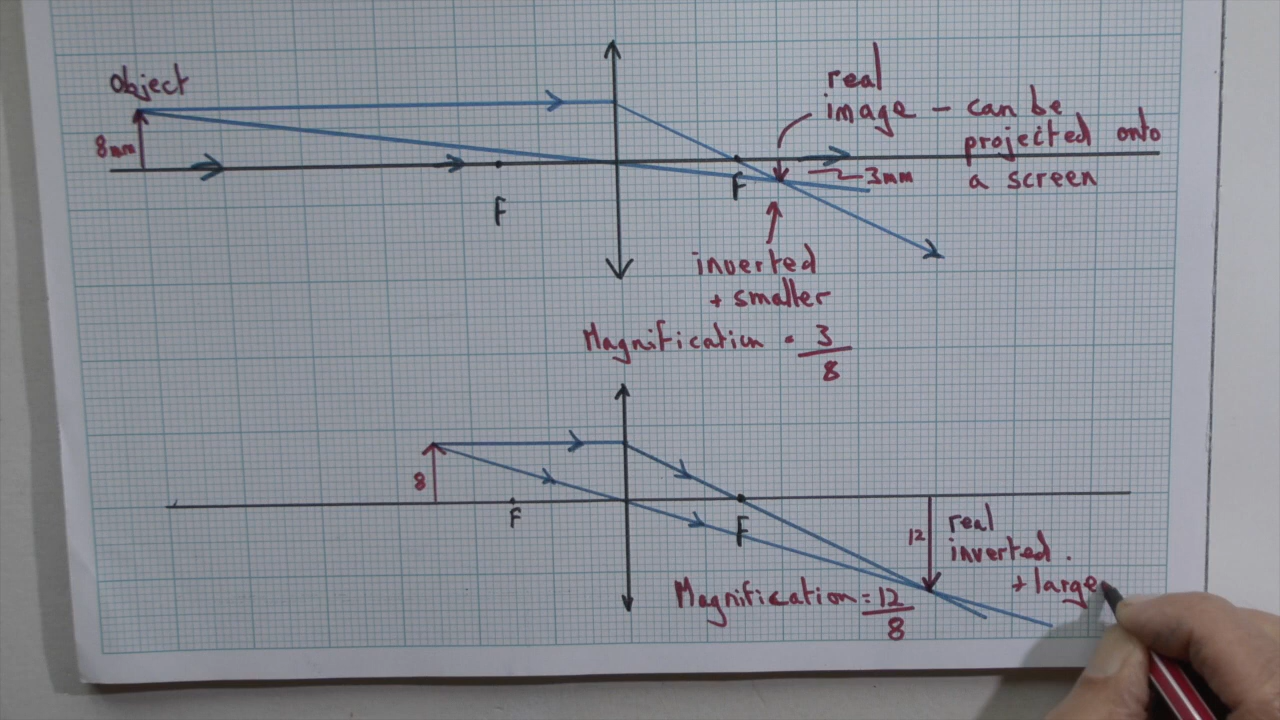 object
8mm
F
F
3mm
real
image – can be
projected onto
a screen
inverted
+ smaller
Magnification = 3/8
8
F
F
12
real
inverted.
+ large
Magnification = 12/8